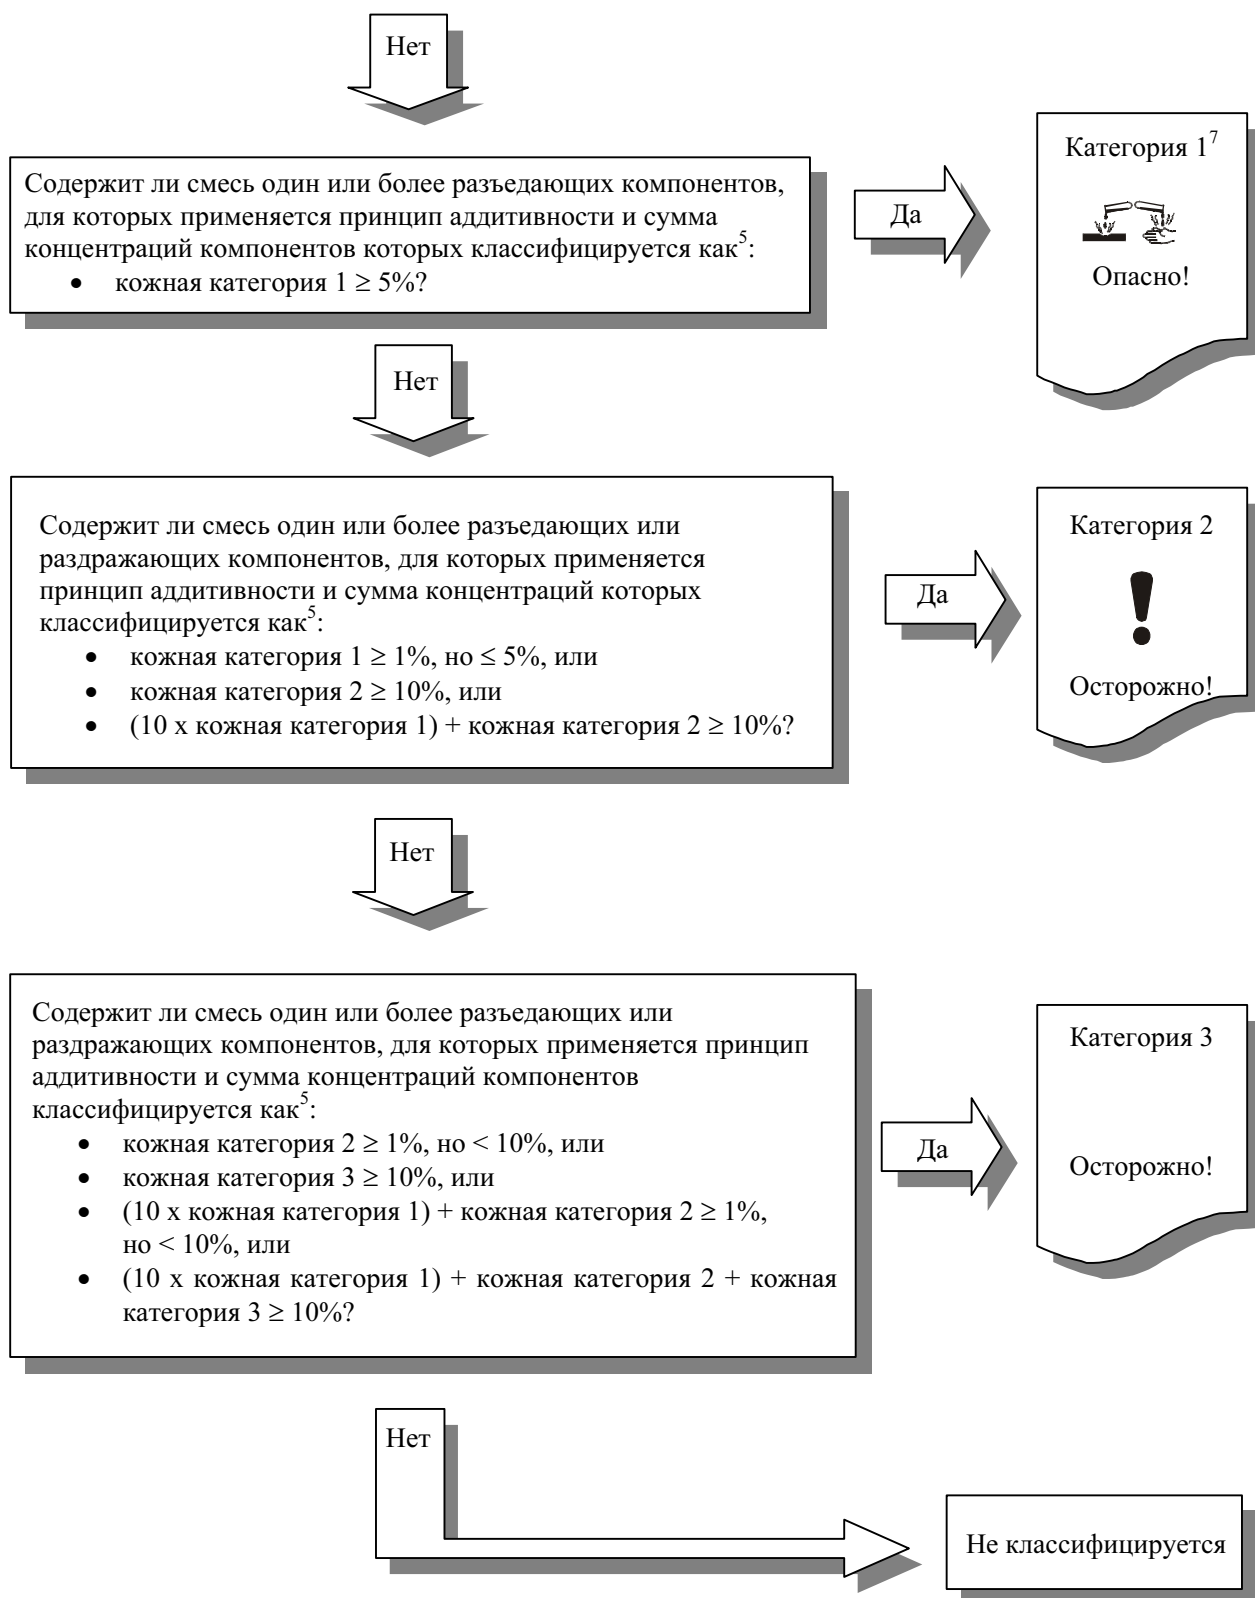 Нет
Содержит ли смесь один или более разъедающих компонентов,
для которых применяется принцип аддитивности и сумма
концентраций компонентов которых классифицируется как⁵:
• кожная категория 1 ≥ 5%?
Да
Категория 1⁷
Опасно!
Нет
Содержит ли смесь один или более разъедающих или
раздражающих компонентов, для которых применяется
принцип аддитивности и сумма концентраций которых
классифицируется как⁵:
• кожная категория 1 ≥ 1%, но ≤ 5%, или
• кожная категория 2 ≥ 10%, или
• (10 x кожная категория 1) + кожная категория 2 ≥ 10%?
Да
Категория 2
Осторожно!
Нет
Содержит ли смесь один или более разъедающих или
раздражающих компонентов, для которых применяется принцип
аддитивности и сумма концентраций компонентов
классифицируется как⁵:
• кожная категория 2 ≥ 1%, но < 10%, или
• кожная категория 3 ≥ 10%, или
• (10 x кожная категория 1) + кожная категория 2 ≥ 1%,
но < 10%, или
• (10 x кожная категория 1) + кожная категория 2 + кожная
категория 3 ≥ 10%?
Да
Категория 3
Осторожно!
Нет
Не классифицируется